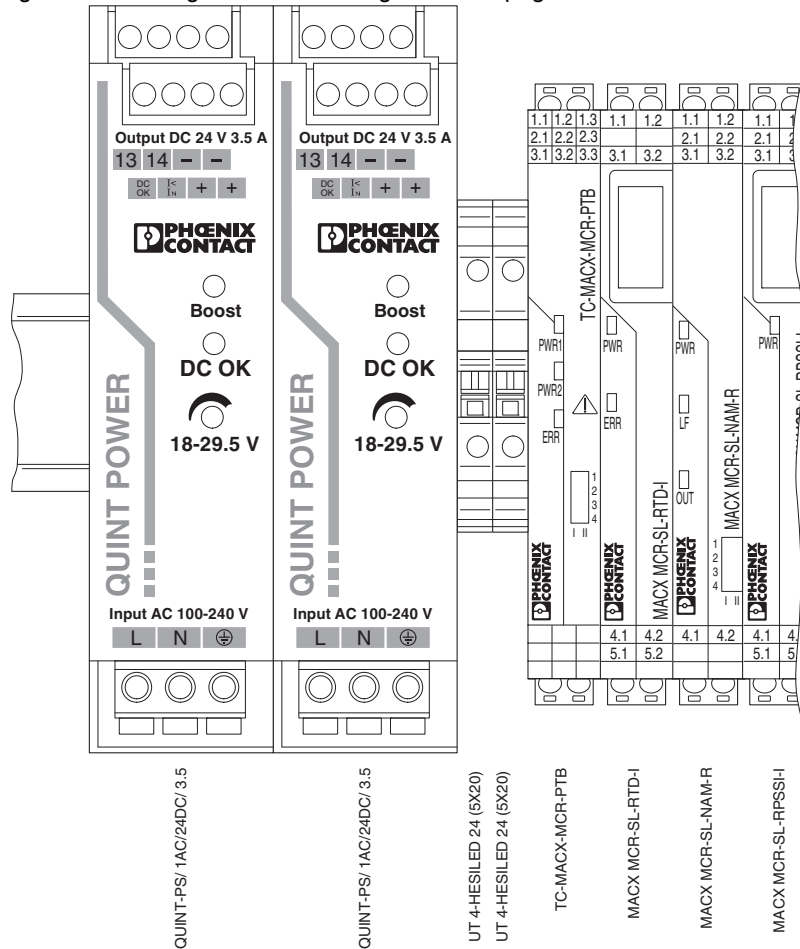 Output DC 24 V 3.5 A
13 14 – –
DC OK I< IN + +
PHŒNIX
CONTACT
Boost
DC OK
18-29.5 V
QUINT POWER
Input AC 100-240 V
L N
Output DC 24 V 3.5 A
13 14 – –
DC OK I< IN + +
PHŒNIX
CONTACT
Boost
DC OK
18-29.5 V
QUINT POWER
Input AC 100-240 V
L N
1.1 1.2 1.3
2.1 2.2 2.3
3.1 3.2 3.3
TC-MACX-MCR-PTB
PWR1
PWR2
ERR
1
2
3
4
I II
PHŒNIX
CONTACT
1.1 1.2
3.1 3.2
PWR
ERR
MACX MCR-SL-RTD-I
PHŒNIX
CONTACT
4.1 4.2
5.1 5.2
1.1 1.2
2.1 2.2
3.1 3.2
PWR
LF
OUT
MACX MCR-SL-NAM-R
1
2
3
4
I II
PHŒNIX
CONTACT
4.1 4.2
1.1
2.1
3.1
PWR
PHŒNIX
CONTACT
4.1
5.1
QUINT-PS/ 1AC/24DC/ 3.5
QUINT-PS/ 1AC/24DC/ 3.5
UT 4-HESILED 24 (5X20)
UT 4-HESILED 24 (5X20)
TC-MACX-MCR-PTB
MACX MCR-SL-RTD-I
MACX MCR-SL-NAM-R
MACX MCR-SL-RPSSI-I